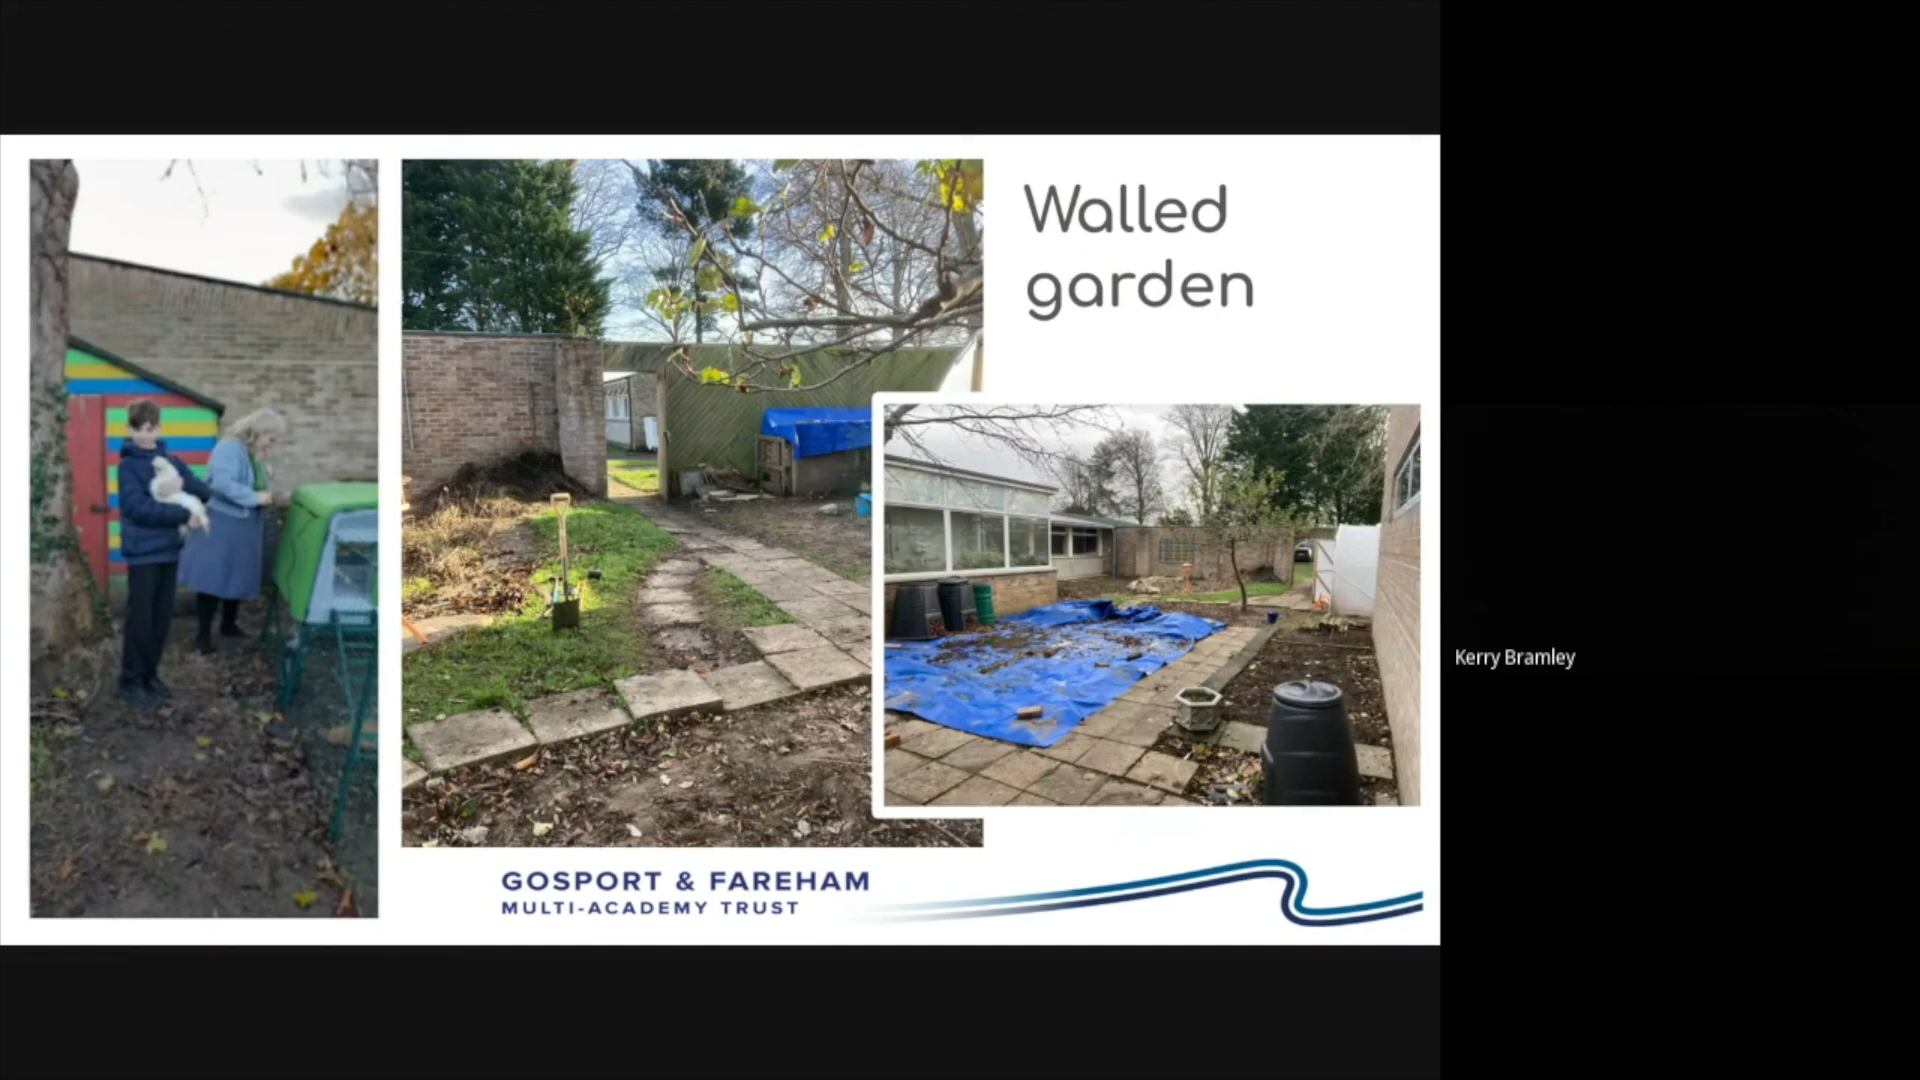 Walled
garden
GOSPORT & FAREHAM
MULTI-ACADEMY TRUST
Kerry Bramley